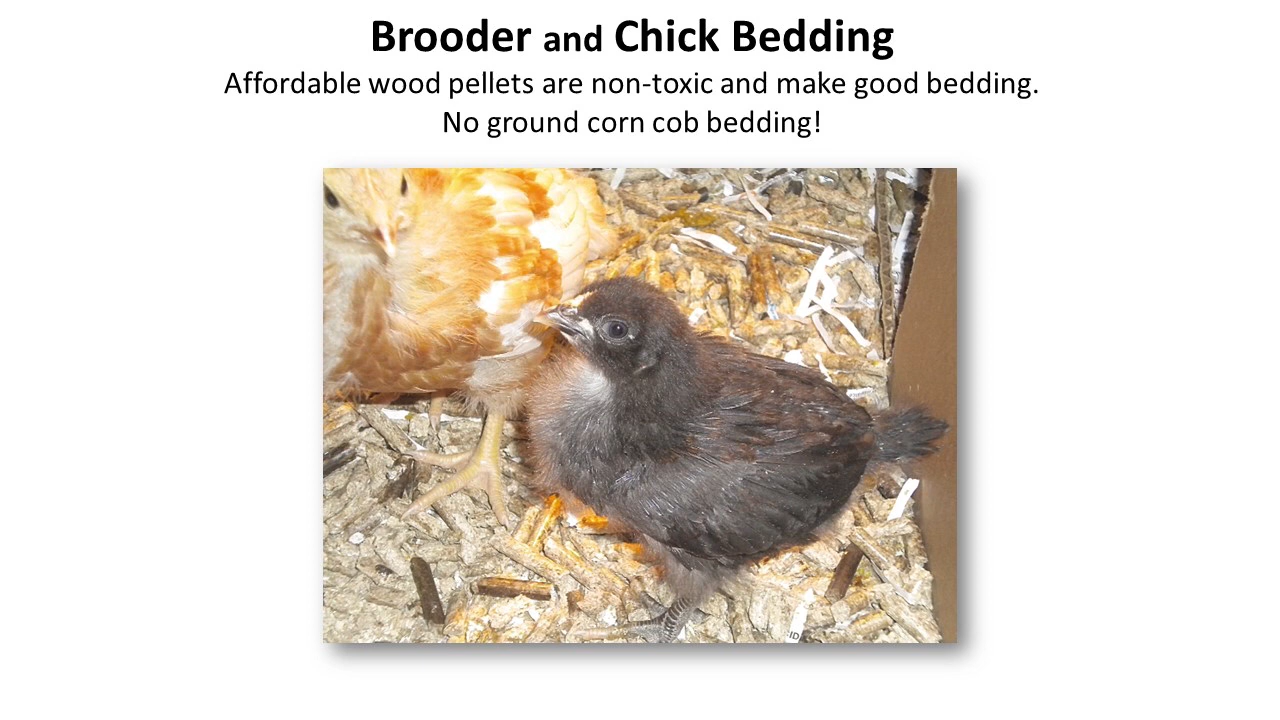 Brooder and Chick Bedding
Affordable wood pellets are non-toxic and make good bedding.
No ground corn cob bedding!
ID